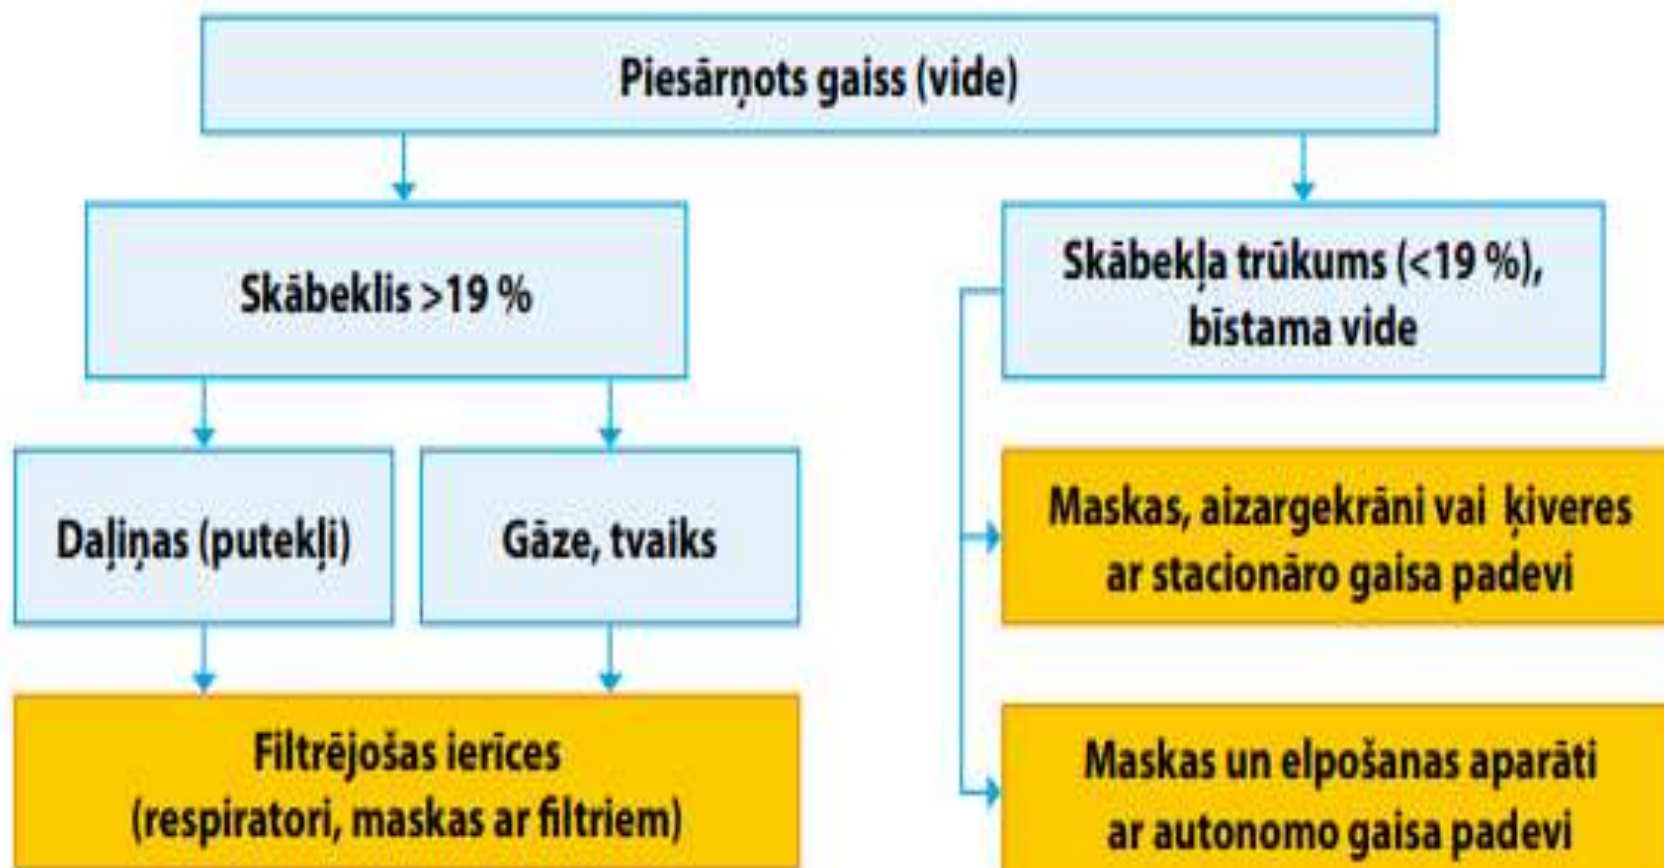 Piesārņots gaiss (vide)
Skābeklis >19 %
Skābekļa trūkums (<19 %),
bīstama vide
Daļiņas (putekļi)
Gāze, tvaiks
Maskas, aizargekrāni vai ķiveres
ar stacionāro gaisa padevi
Filtrējošas ierīces
(respiratori, maskas ar filtriem)
Maskas un elpošanas aparāti
ar autonomo gaisa padevi